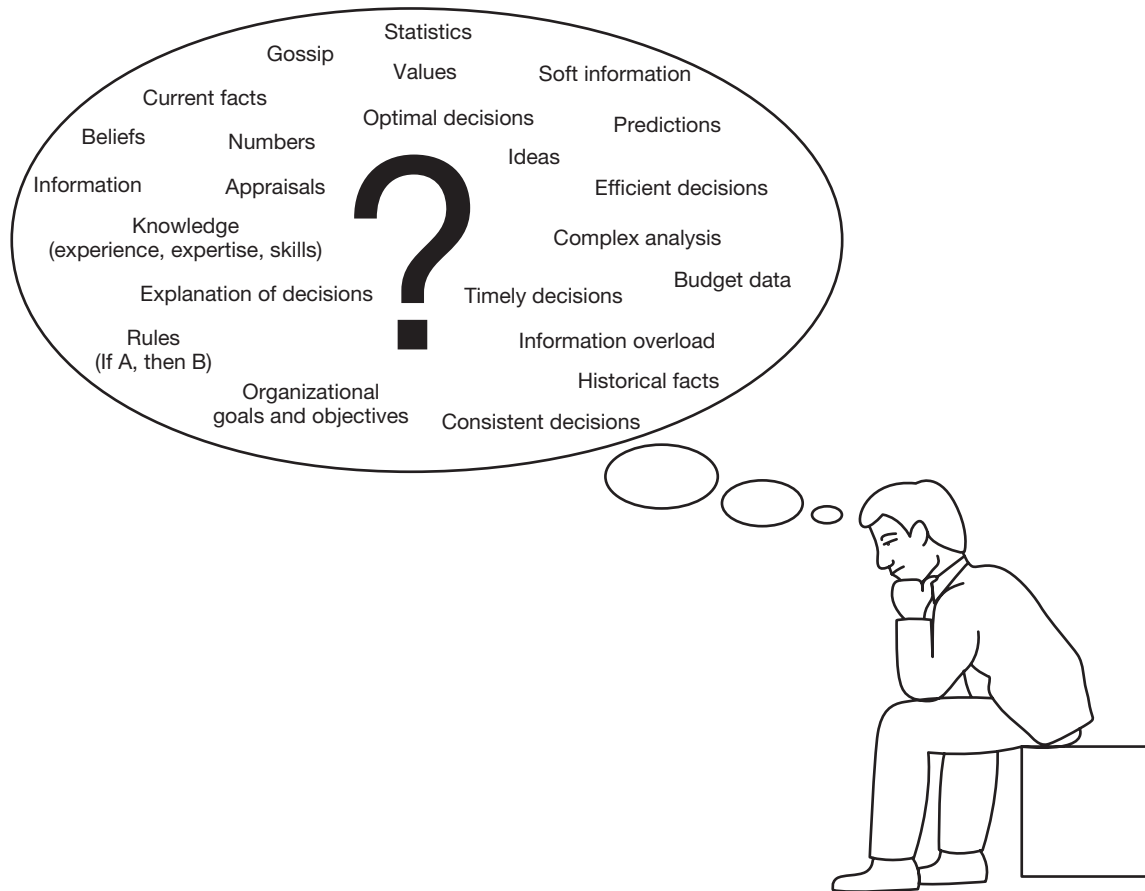 Statistics
Gossip
Values
Soft information
Current facts
Optimal decisions
Predictions
Beliefs
Numbers
Ideas
Information
Appraisals
Efficient decisions
Knowledge
(experience, expertise, skills)
Complex analysis
Budget data
Explanation of decisions
Timely decisions
Rules
(If A, then B)
Information overload
Historical facts
Organizational
goals and objectives
Consistent decisions
?